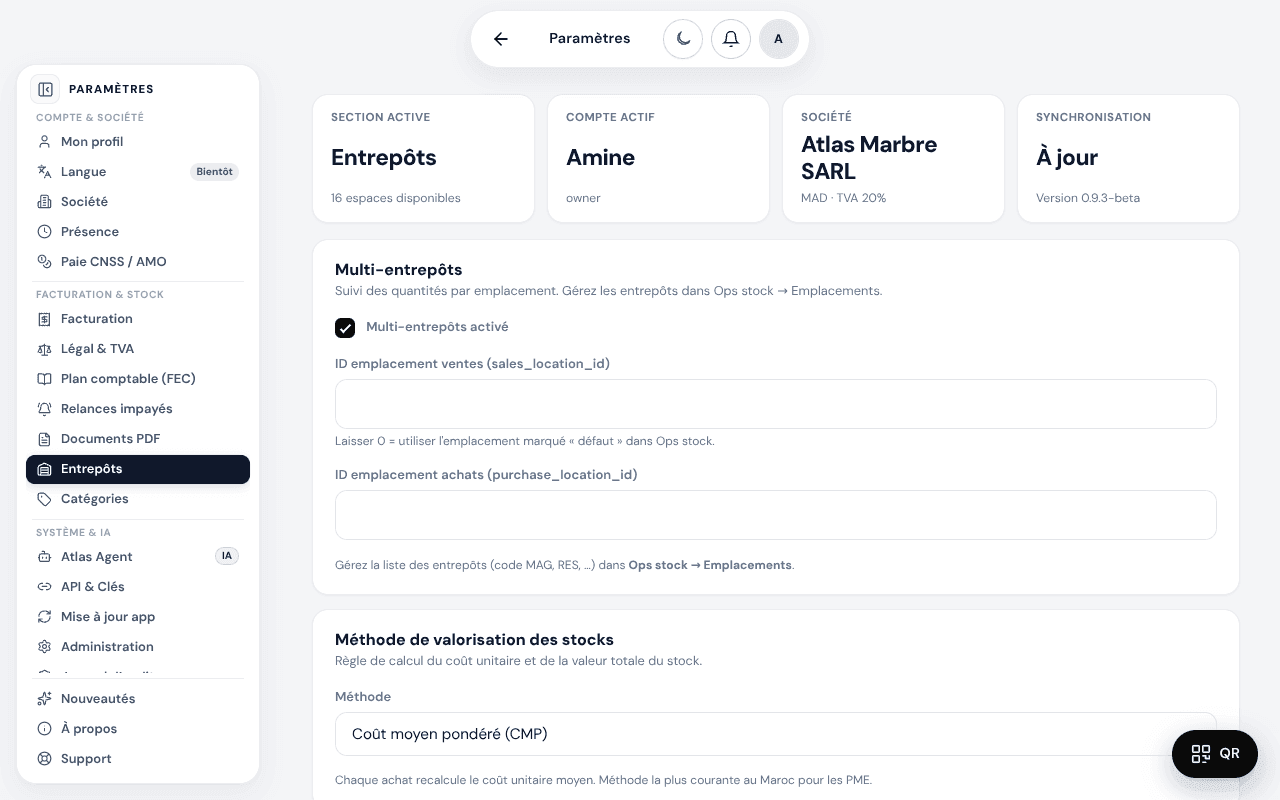 Paramètres
A
PARAMÈTRES
COMPTE & SOCIÉTÉ
Mon profil
Langue
Bientôt
Société
Présence
Paie CNSS / AMO
FACTURATION & STOCK
Facturation
Légal & TVA
Plan comptable (FEC)
Relances impayés
Documents PDF
Entrepôts
Catégories
SYSTÈME & IA
Atlas Agent
IA
API & Clés
Mise à jour app
Administration
Nouveautés
À propos
Support
SECTION ACTIVE
Entrepôts
16 espaces disponibles
COMPTE ACTIF
Amine
owner
SOCIÉTÉ
Atlas Marbre
SARL
MAD · TVA 20%
SYNCHRONISATION
À jour
Version 0.9.3-beta
Multi-entrepôts
Suivi des quantités par emplacement. Gérez les entrepôts dans Ops stock → Emplacements.
Multi-entrepôts activé
ID emplacement ventes (sales_location_id)
Laisser 0 = utiliser l'emplacement marqué « défaut » dans Ops stock.
ID emplacement achats (purchase_location_id)
Gérez la liste des entrepôts (code MAG, RES, …) dans Ops stock → Emplacements.
Méthode de valorisation des stocks
Règle de calcul du coût unitaire et de la valeur totale du stock.
Méthode
Coût moyen pondéré (CMP)
Chaque achat recalcule le coût unitaire moyen. Méthode la plus courante au Maroc pour les PME.
QR